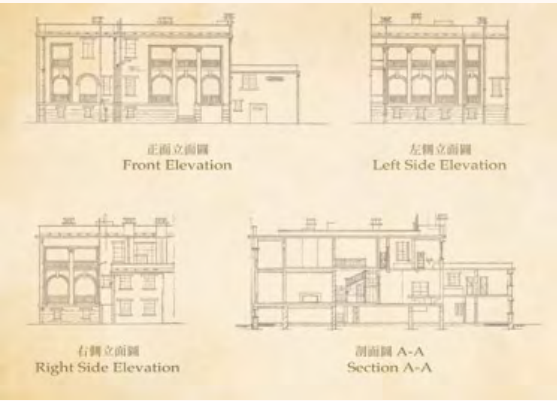 正面立面圖
Front Elevation
左側立面圖
Left Side Elevation
右側立面圖
Right Side Elevation
剖面圖 A-A
Section A-A